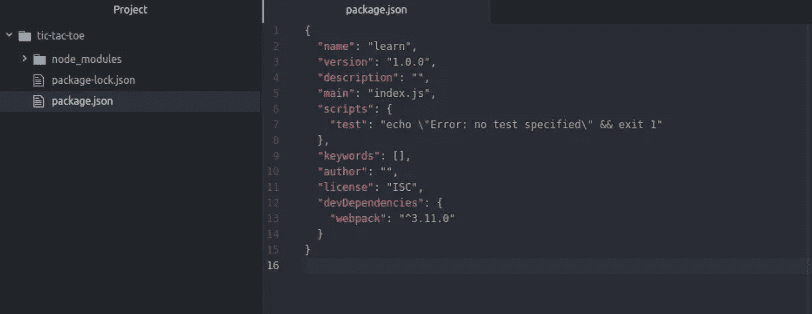 Project
tic-tac-toe
node_modules
package-lock.json
package.json
package.json
1 {
2   "name": "learn",
3   "version": "1.0.0",
4   "description": "",
5   "main": "index.js",
6   "scripts": {
7     "test": "echo \"Error: no test specified\" && exit 1"
8   },
9   "keywords": [],
10   "author": "",
11   "license": "ISC",
12   "devDependencies": {
13     "webpack": "^3.11.0"
14   }
15 }
16